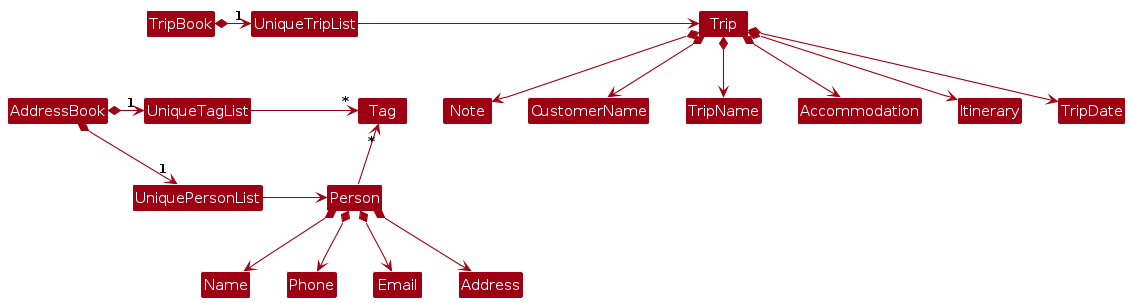 TripBook 1 UniqueTripList Trip
Note CustomerName TripName Accommodation Itinerary TripDate
AddressBook 1 UniqueTagList * Tag
*
1
UniquePersonList Person
Name Phone Email Address